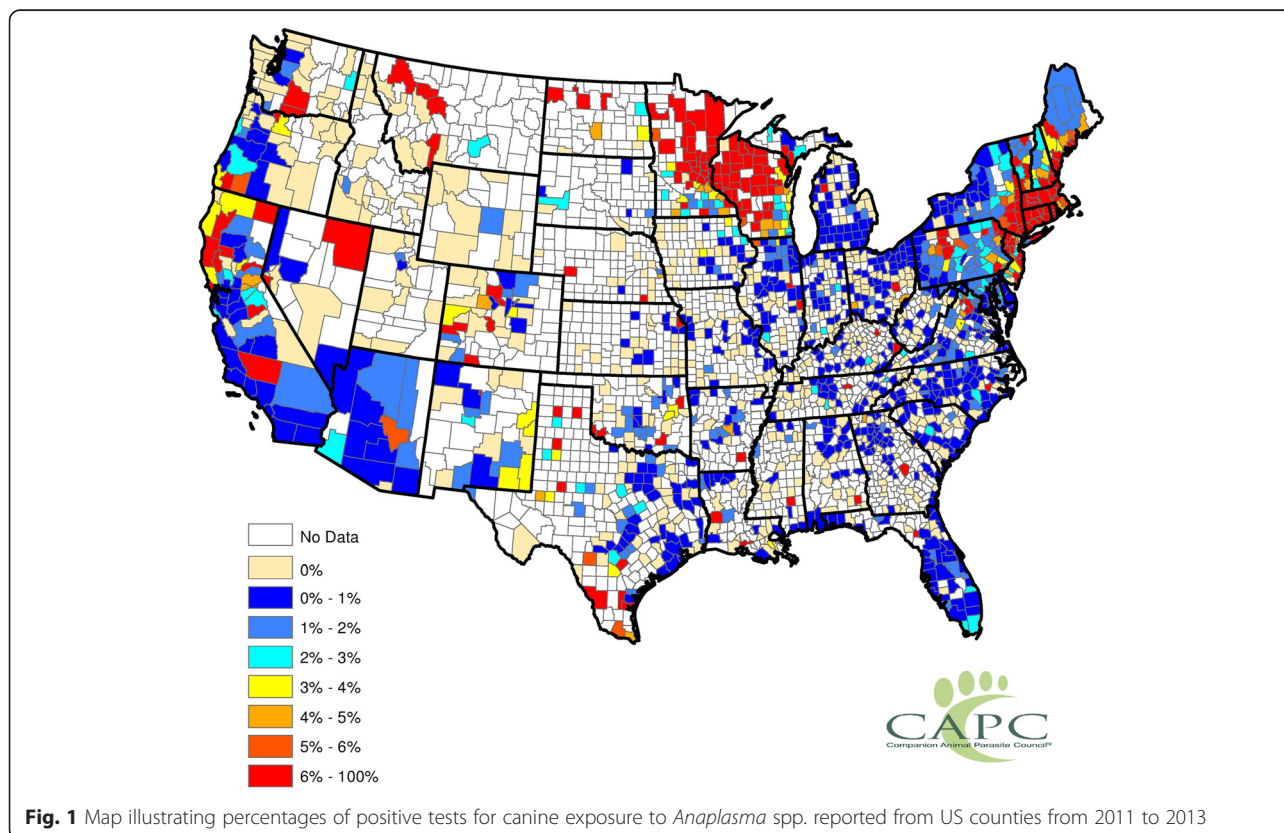 No Data
0%
0% - 1%
1% - 2%
2% - 3%
3% - 4%
4% - 5%
5% - 6%
6% - 100%
CAPC
Companion Animal Parasite Council®
Fig. 1 Map illustrating percentages of positive tests for canine exposure to Anaplasma spp. reported from US counties from 2011 to 2013